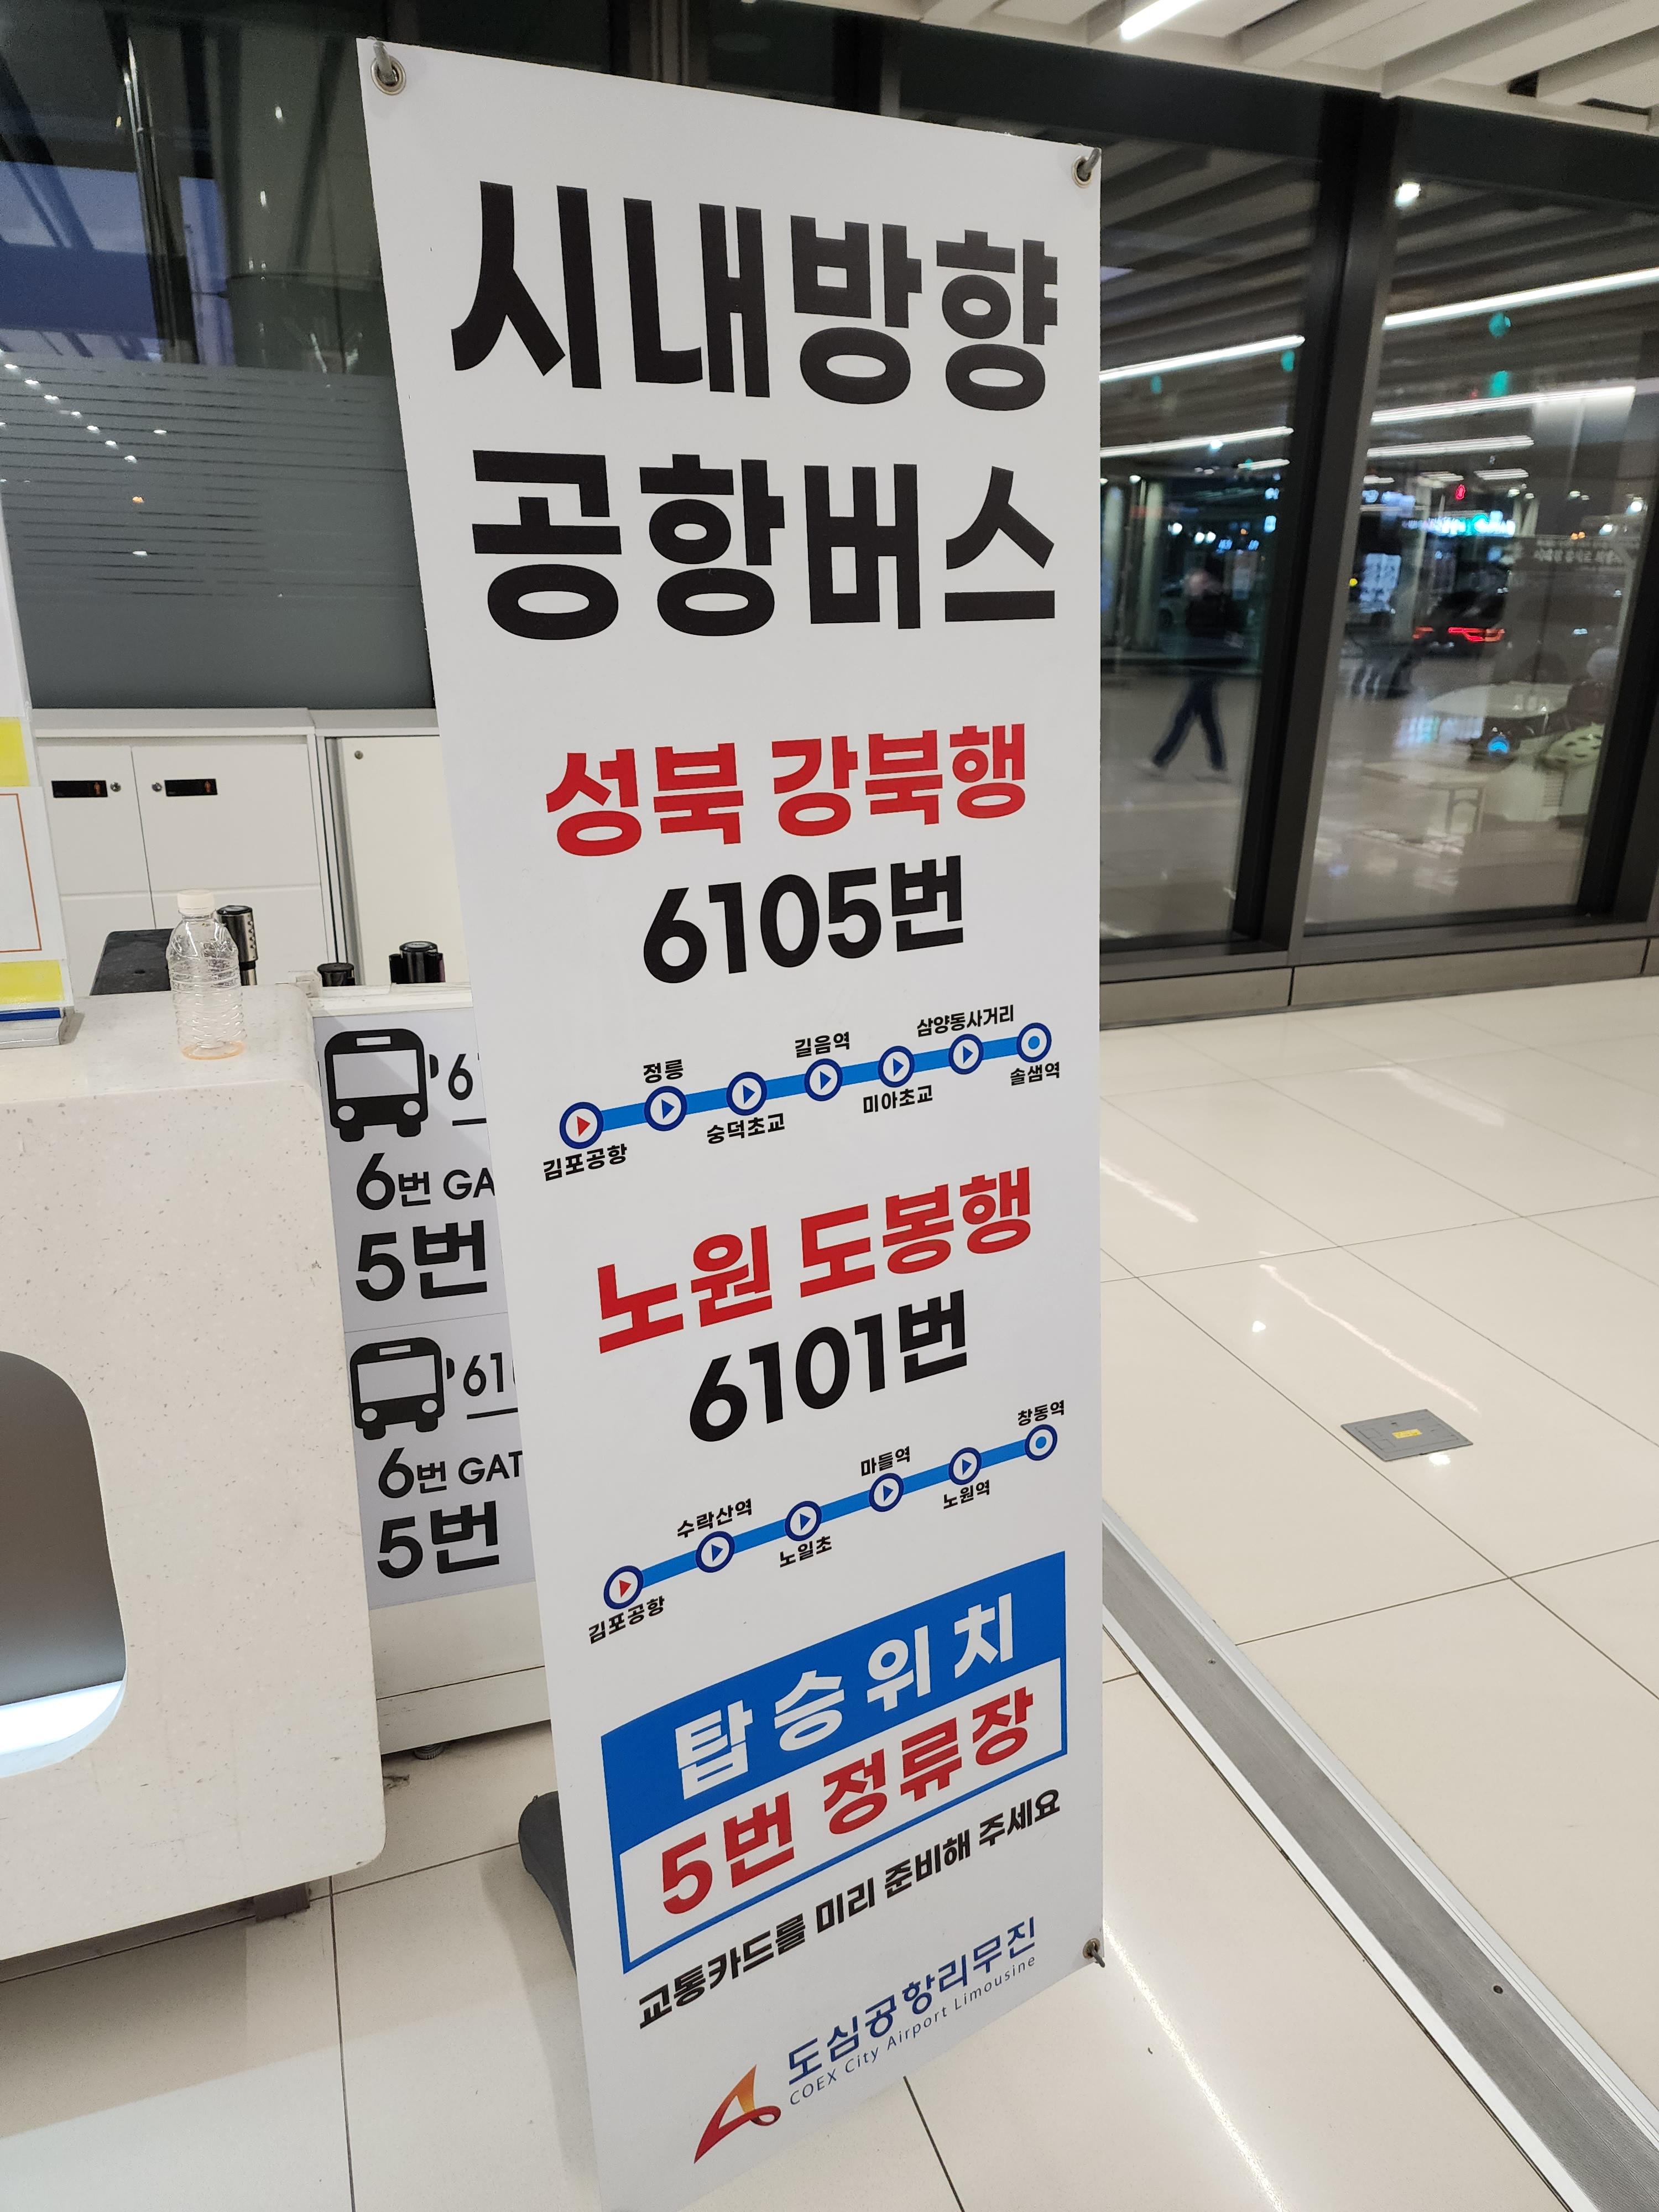 시내방향
공항버스
성북 강북행
6105번
김포공항
정릉
숭덕초교
길음역
미아초교
삼양동사거리
솔샘역
노원 도봉행
6101번
김포공항
수락산역
노일초
마들역
노원역
창동역
탑승위치
5번 정류장
교통카드를 미리 준비해 주세요
도심공항리무진
COEX City Airport Limousine
6번 GA
5번
61
6번 GAT
5번